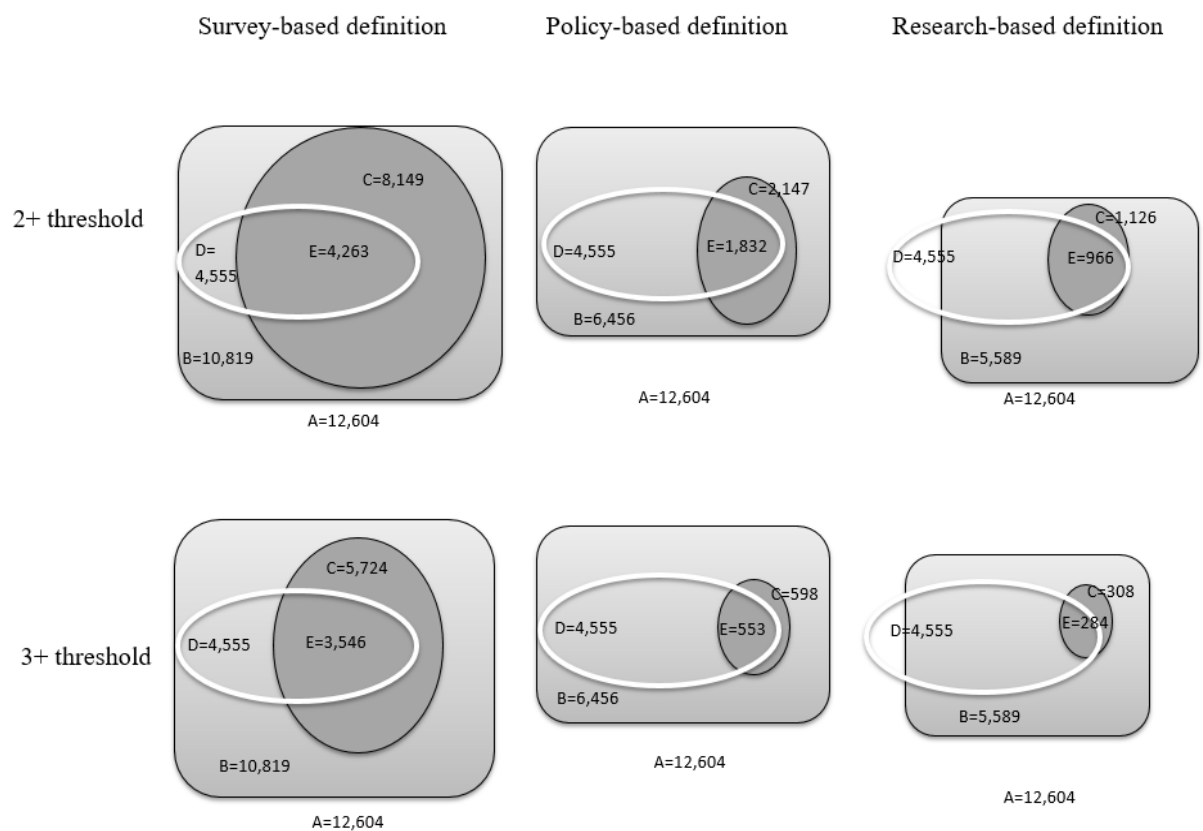 Survey-based definition
Policy-based definition
Research-based definition
2+ threshold
C=8,149
D=
4,555
E=4,263
B=10,819
A=12,604
C=2,147
D=4,555
E=1,832
B=6,456
A=12,604
C=1,126
D=4,555
E=966
B=5,589
A=12,604
3+ threshold
C=5,724
D=4,555
E=3,546
B=10,819
A=12,604
C=598
D=4,555
E=553
B=6,456
A=12,604
C=308
D=4,555
E=284
B=5,589
A=12,604